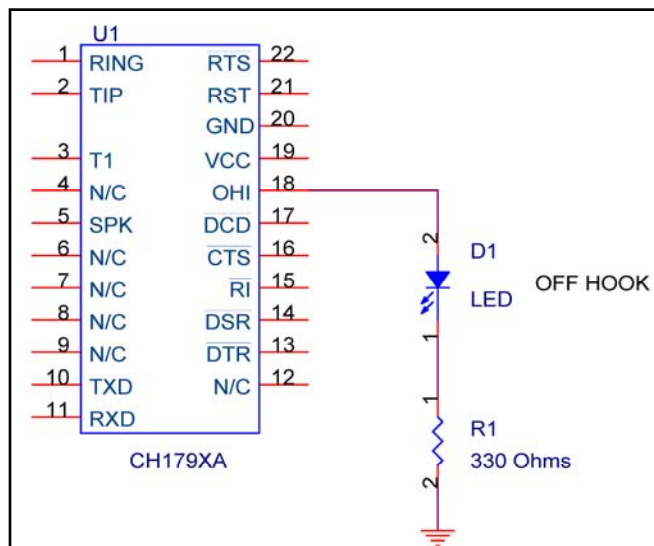 U1
1 RING RTS 22
2 TIP RST 21
GND 20
3 T1 VCC 19
4 N/C OHI 18
5 SPK DCD 17
6 N/C CTS 16
7 N/C RI 15
8 N/C DSR 14
9 N/C DTR 13
10 TXD N/C 12
11 RXD
CH179XA
2
D1
LED
OFF HOOK
1
1
R1
330 Ohms
2